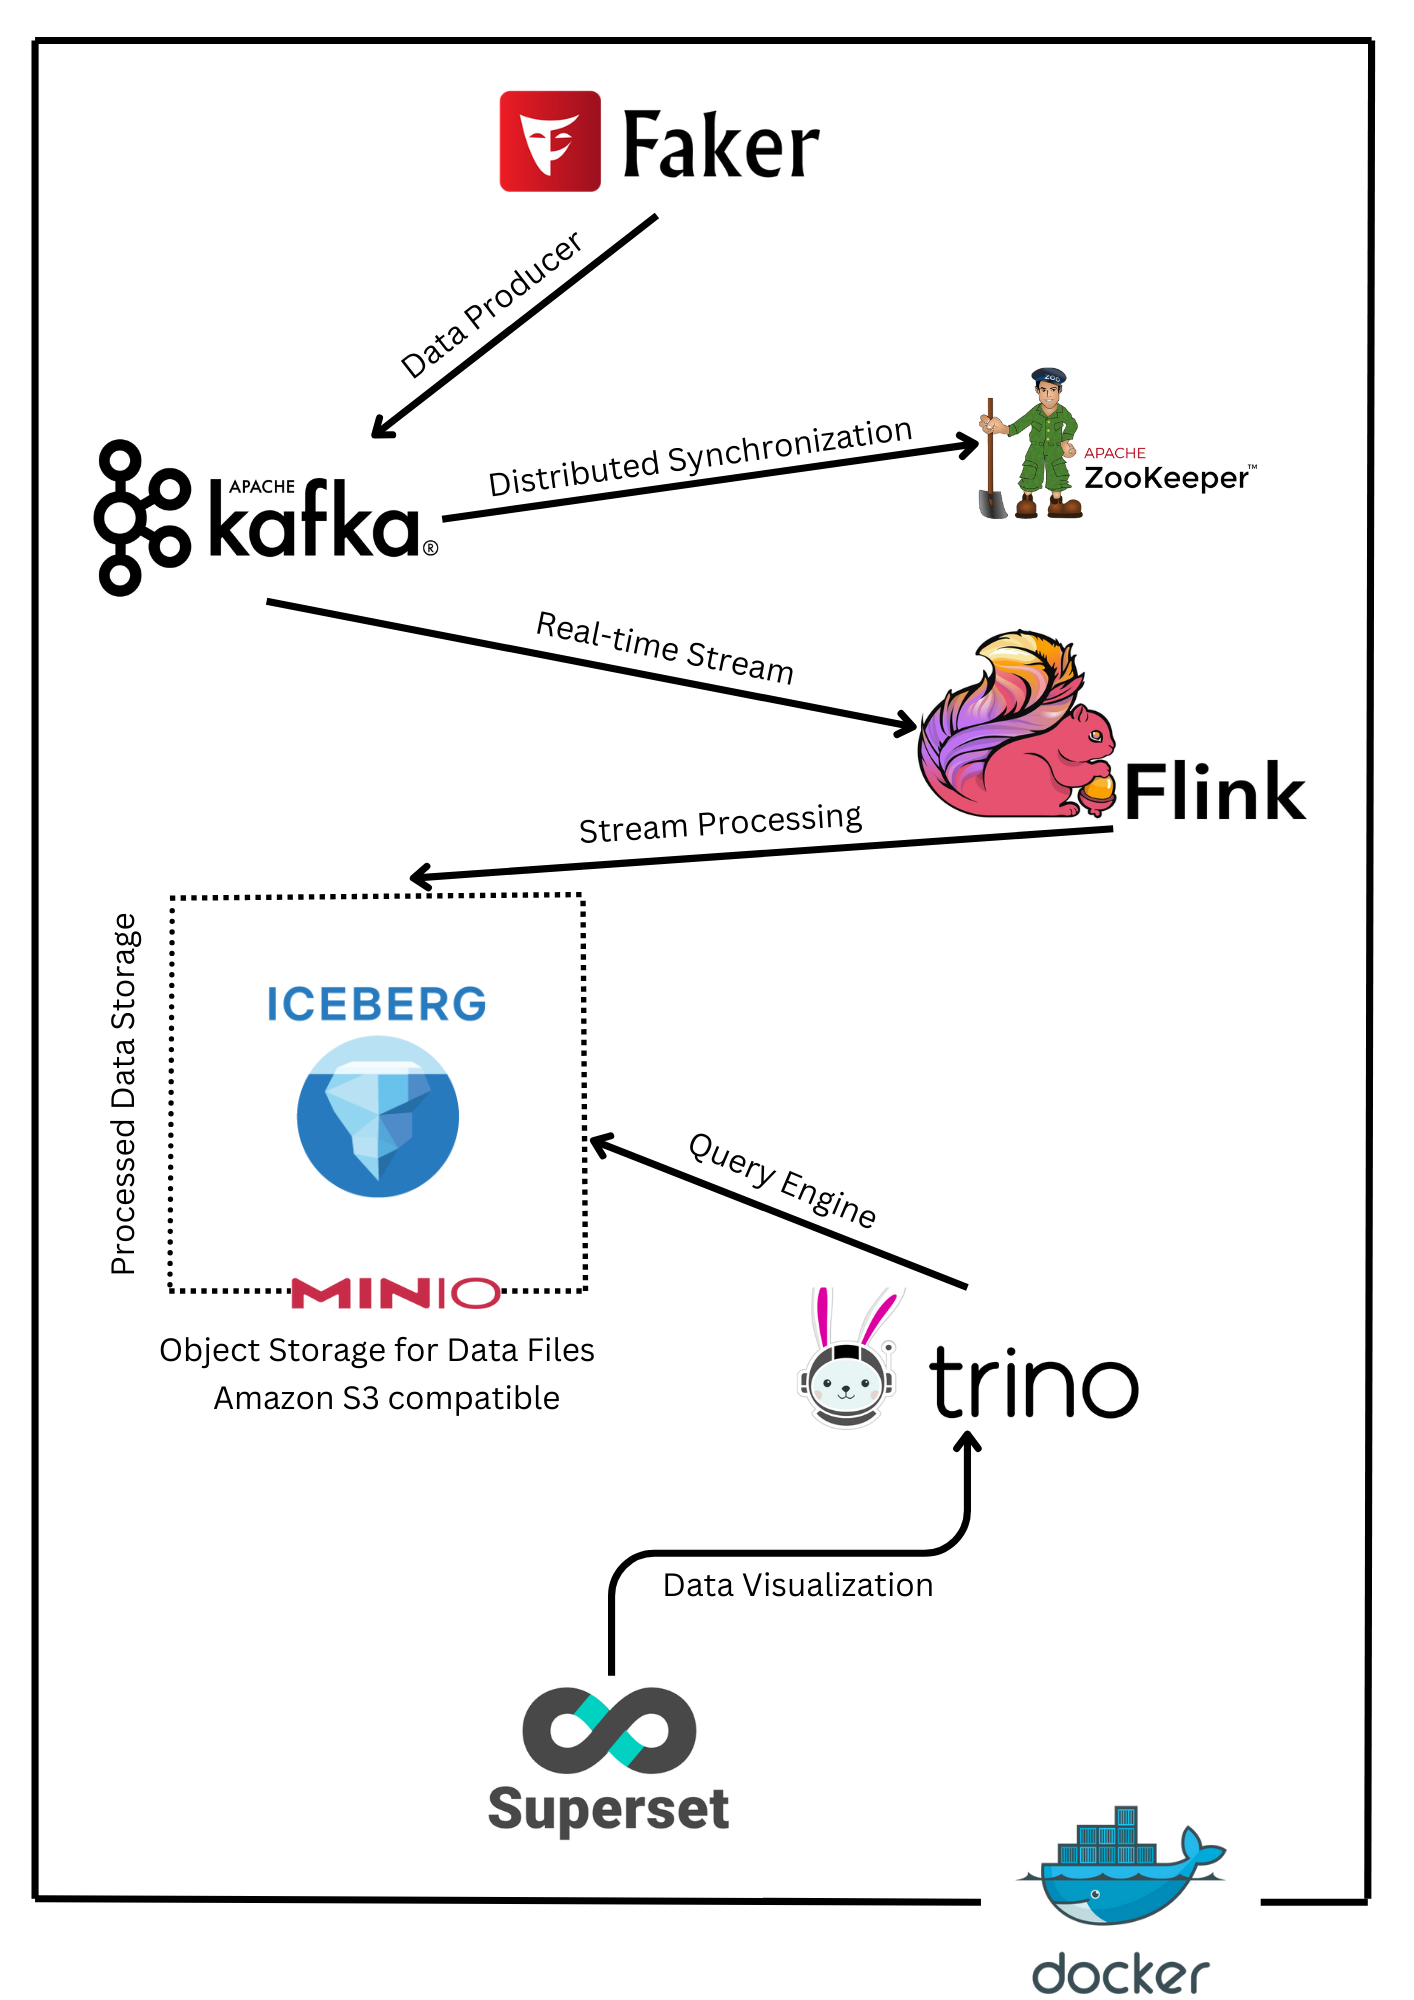 Faker
Data Producer
ZOO
Distributed Synchronization
APACHE
ZooKeeper™
APACHE
kafka®
Real-time Stream
Flink
Stream Processing
Processed Data Storage
ICEBERG
Query Engine
MINIO
Object Storage for Data Files
Amazon S3 compatible
trino
Data Visualization
Superset
docker